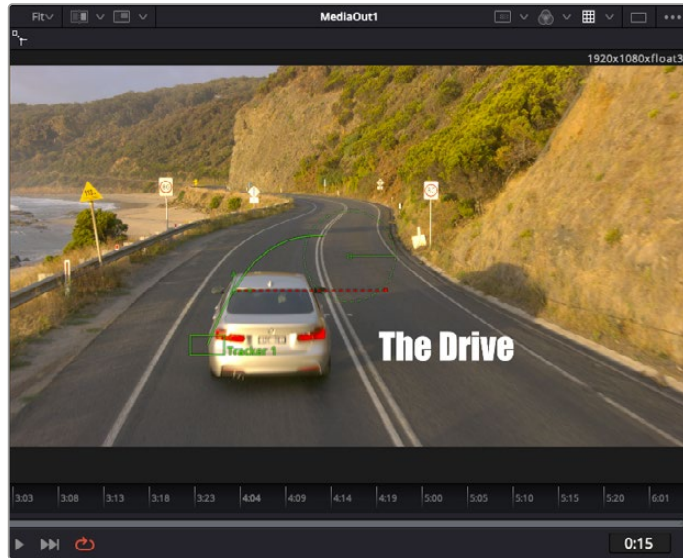 Fit MediaOut1
1920x1080xfloat3
Tracker 1
The Drive
3:03 3:08 3:13 3:18 3:23 4:04 4:09 4:14 4:19 5:00 5:05 5:10 5:15 5:20 6:01
0:15